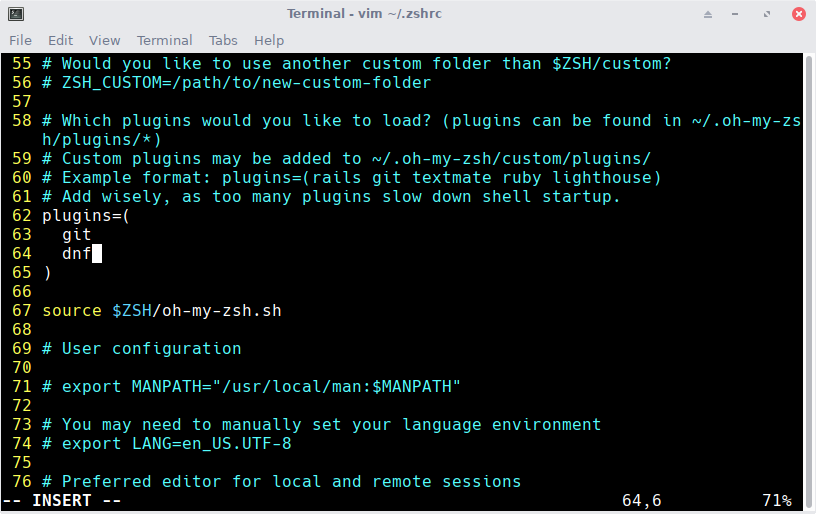 Terminal - vim ~/.zshrc
File Edit View Terminal Tabs Help
55 # Would you like to use another custom folder than $ZSH/custom?
56 # ZSH_CUSTOM=/path/to/new-custom-folder
57
58 # Which plugins would you like to load? (plugins can be found in ~/.oh-my-zs
h/plugins/*)
59 # Custom plugins may be added to ~/.oh-my-zsh/custom/plugins/
60 # Example format: plugins=(rails git textmate ruby lighthouse)
61 # Add wisely, as too many plugins slow down shell startup.
62 plugins=(
63   git
64   dnf
65 )
66
67 source $ZSH/oh-my-zsh.sh
68
69 # User configuration
70
71 # export MANPATH="/usr/local/man:$MANPATH"
72
73 # You may need to manually set your language environment
74 # export LANG=en_US.UTF-8
75
76 # Preferred editor for local and remote sessions
-- INSERT -- 64,6 71%